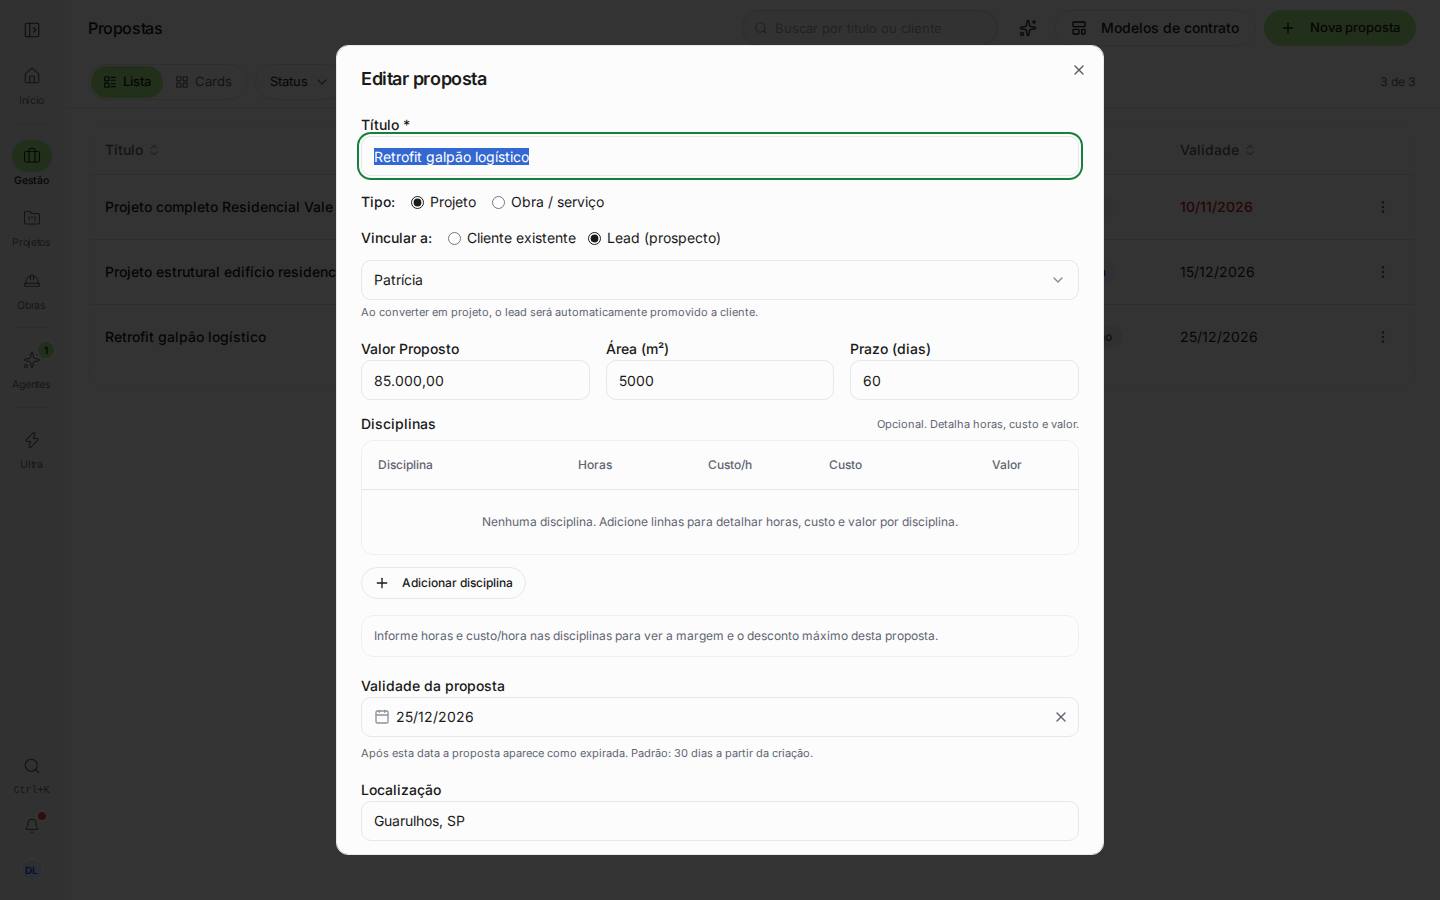 Propostas
Buscar por título ou cliente
Modelos de contrato
Nova proposta
Lista
Cards
Status
3 de 3
Início
Gestão
Projetos
Obras
1
Agentes
Ultra
Ctrl+K
DL
Título
Validade
Projeto completo Residencial Vale
10/11/2026
Projeto estrutural edifício residenc
15/12/2026
Retrofit galpão logístico
25/12/2026
Editar proposta
Título *
Retrofit galpão logístico
Tipo:
Projeto
Obra / serviço
Vincular a:
Cliente existente
Lead (prospecto)
Patrícia
Ao converter em projeto, o lead será automaticamente promovido a cliente.
Valor Proposto
Área (m²)
Prazo (dias)
85.000,00
5000
60
Disciplinas
Opcional. Detalha horas, custo e valor.
Disciplina
Horas
Custo/h
Custo
Valor
Nenhuma disciplina. Adicione linhas para detalhar horas, custo e valor por disciplina.
Adicionar disciplina
Informe horas e custo/hora nas disciplinas para ver a margem e o desconto máximo desta proposta.
Validade da proposta
25/12/2026
Após esta data a proposta aparece como expirada. Padrão: 30 dias a partir da criação.
Localização
Guarulhos, SP